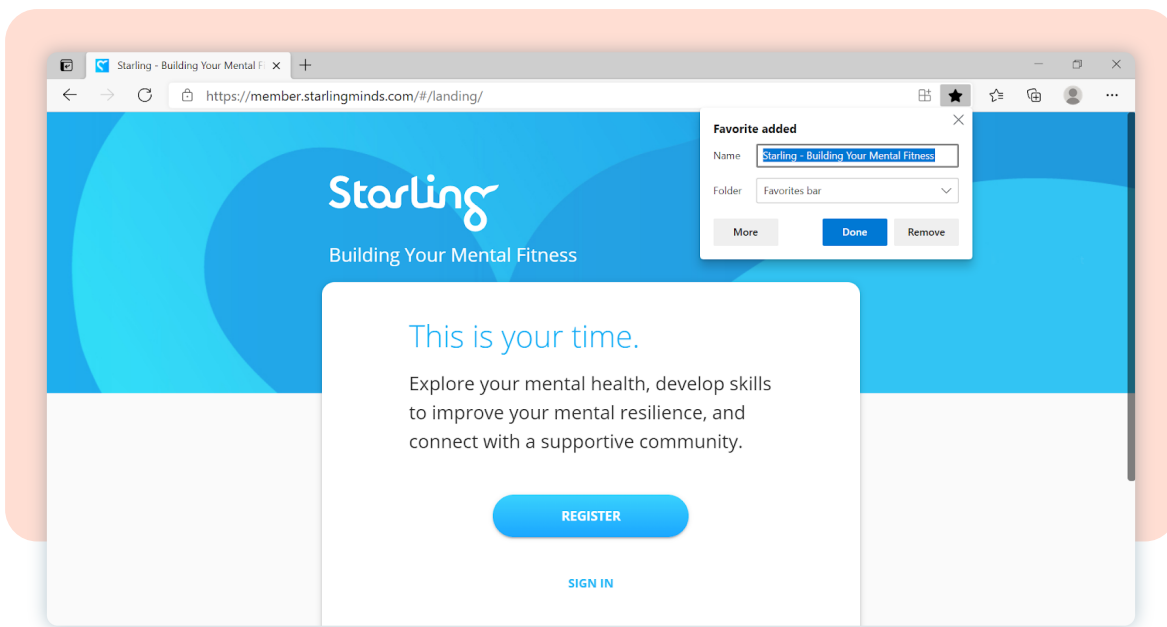 Starling - Building Your Mental F
https://member.starlingminds.com/#/landing/
Favorite added
Name Starling - Building Your Mental Fitness
Folder Favorites bar
More Done Remove
Starling
Building Your Mental Fitness
This is your time.
Explore your mental health, develop skills
to improve your mental resilience, and
connect with a supportive community.
REGISTER
SIGN IN